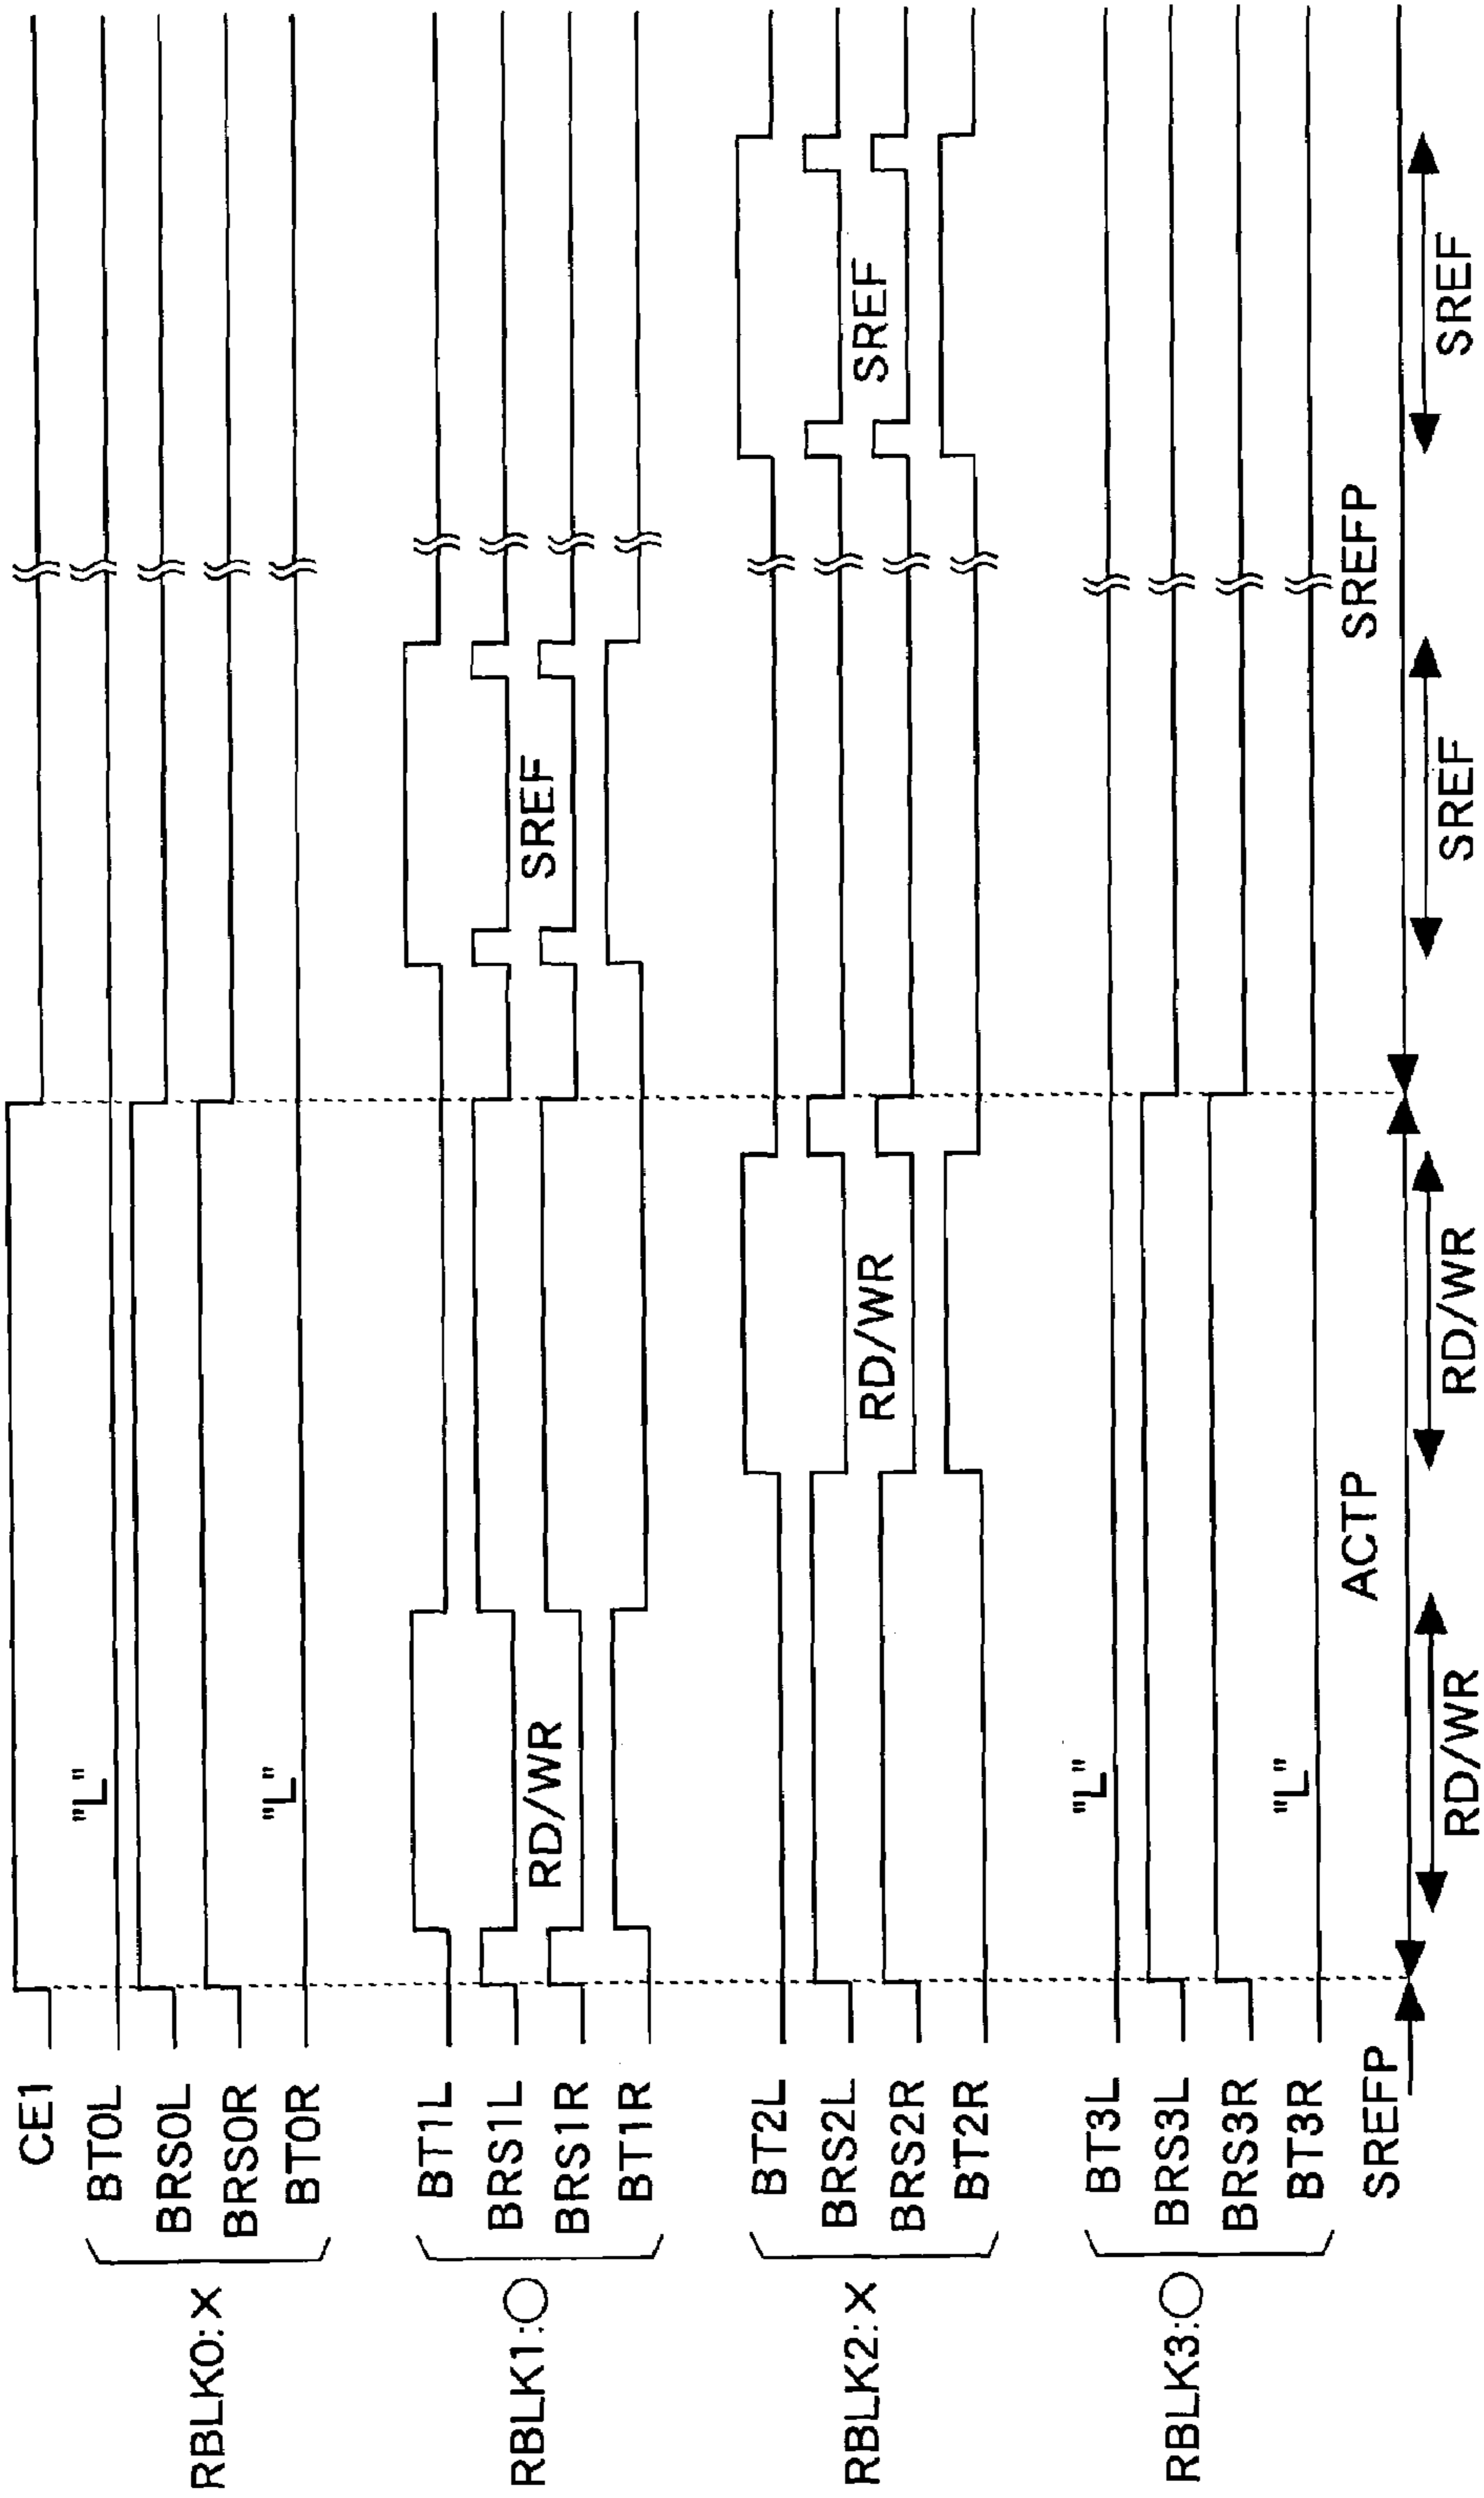 CE1
RBLK0:×
BT0L "L"
BRS0L
BRS0R
BT0R "L"
RBLK1:○
BT1L
BRS1L
RD/WR SREF
BRS1R
BT1R
RBLK2:×
BT2L
BRS2L
RD/WR SREF
BRS2R
BT2R
RBLK3:○
BT3L "L"
BRS3L
BRS3R
BT3R "L"
SREFP ACTP SREFP
RD/WR RD/WR SREF SREF